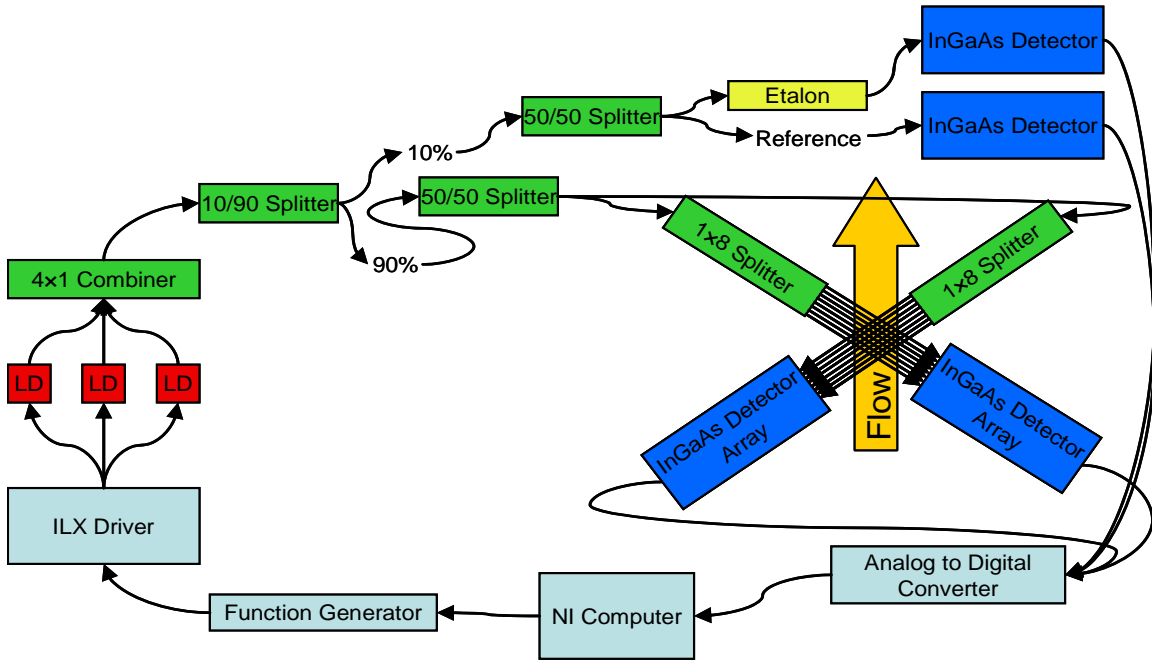 InGaAs Detector
Etalon
50/50 Splitter
InGaAs Detector
Reference
10%
10/90 Splitter
50/50 Splitter
90%
1×8 Splitter
1×8 Splitter
4×1 Combiner
LD
LD
LD
InGaAs Detector
Array
Flow
InGaAs Detector
Array
ILX Driver
Analog to Digital
Converter
Function Generator
NI Computer